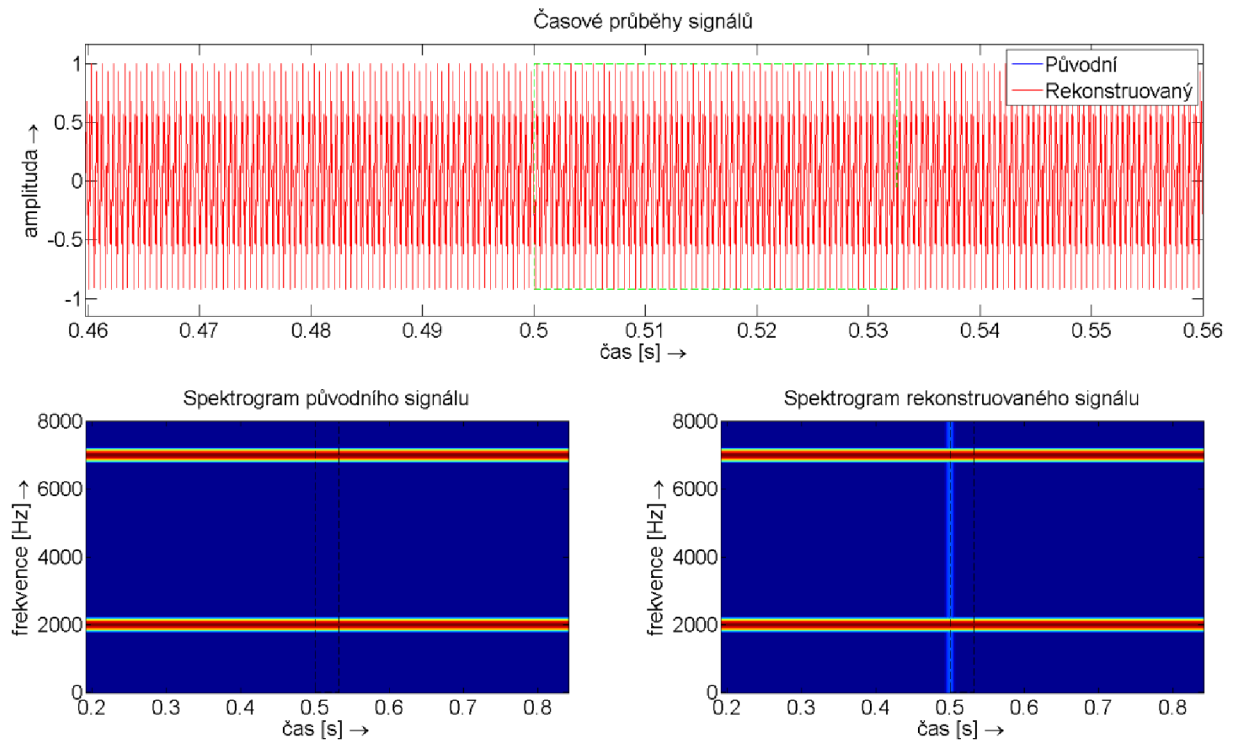 Časové průběhy signálů
amplituda →
1
0.5
0
-0.5
-1
Původní
Rekonstruovaný
0.46 0.47 0.48 0.49 0.5 0.51 0.52 0.53 0.54 0.55 0.56
čas [s] →
Spektrogram původního signálu
frekvence [Hz] →
8000
6000
4000
2000
0
0.2 0.3 0.4 0.5 0.6 0.7 0.8
čas [s] →
Spektrogram rekonstruovaného signálu
frekvence [Hz] →
8000
6000
4000
2000
0
0.2 0.3 0.4 0.5 0.6 0.7 0.8
čas [s] →